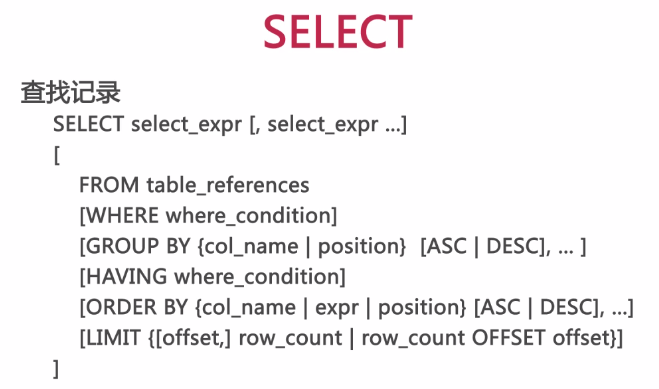 SELECT
查找记录
SELECT select_expr [, select_expr ...]
[
FROM table_references
[WHERE where_condition]
[GROUP BY {col_name | position} [ASC | DESC], ... ]
[HAVING where_condition]
[ORDER BY {col_name | expr | position} [ASC | DESC], ...]
[LIMIT {[offset,] row_count | row_count OFFSET offset}]
]